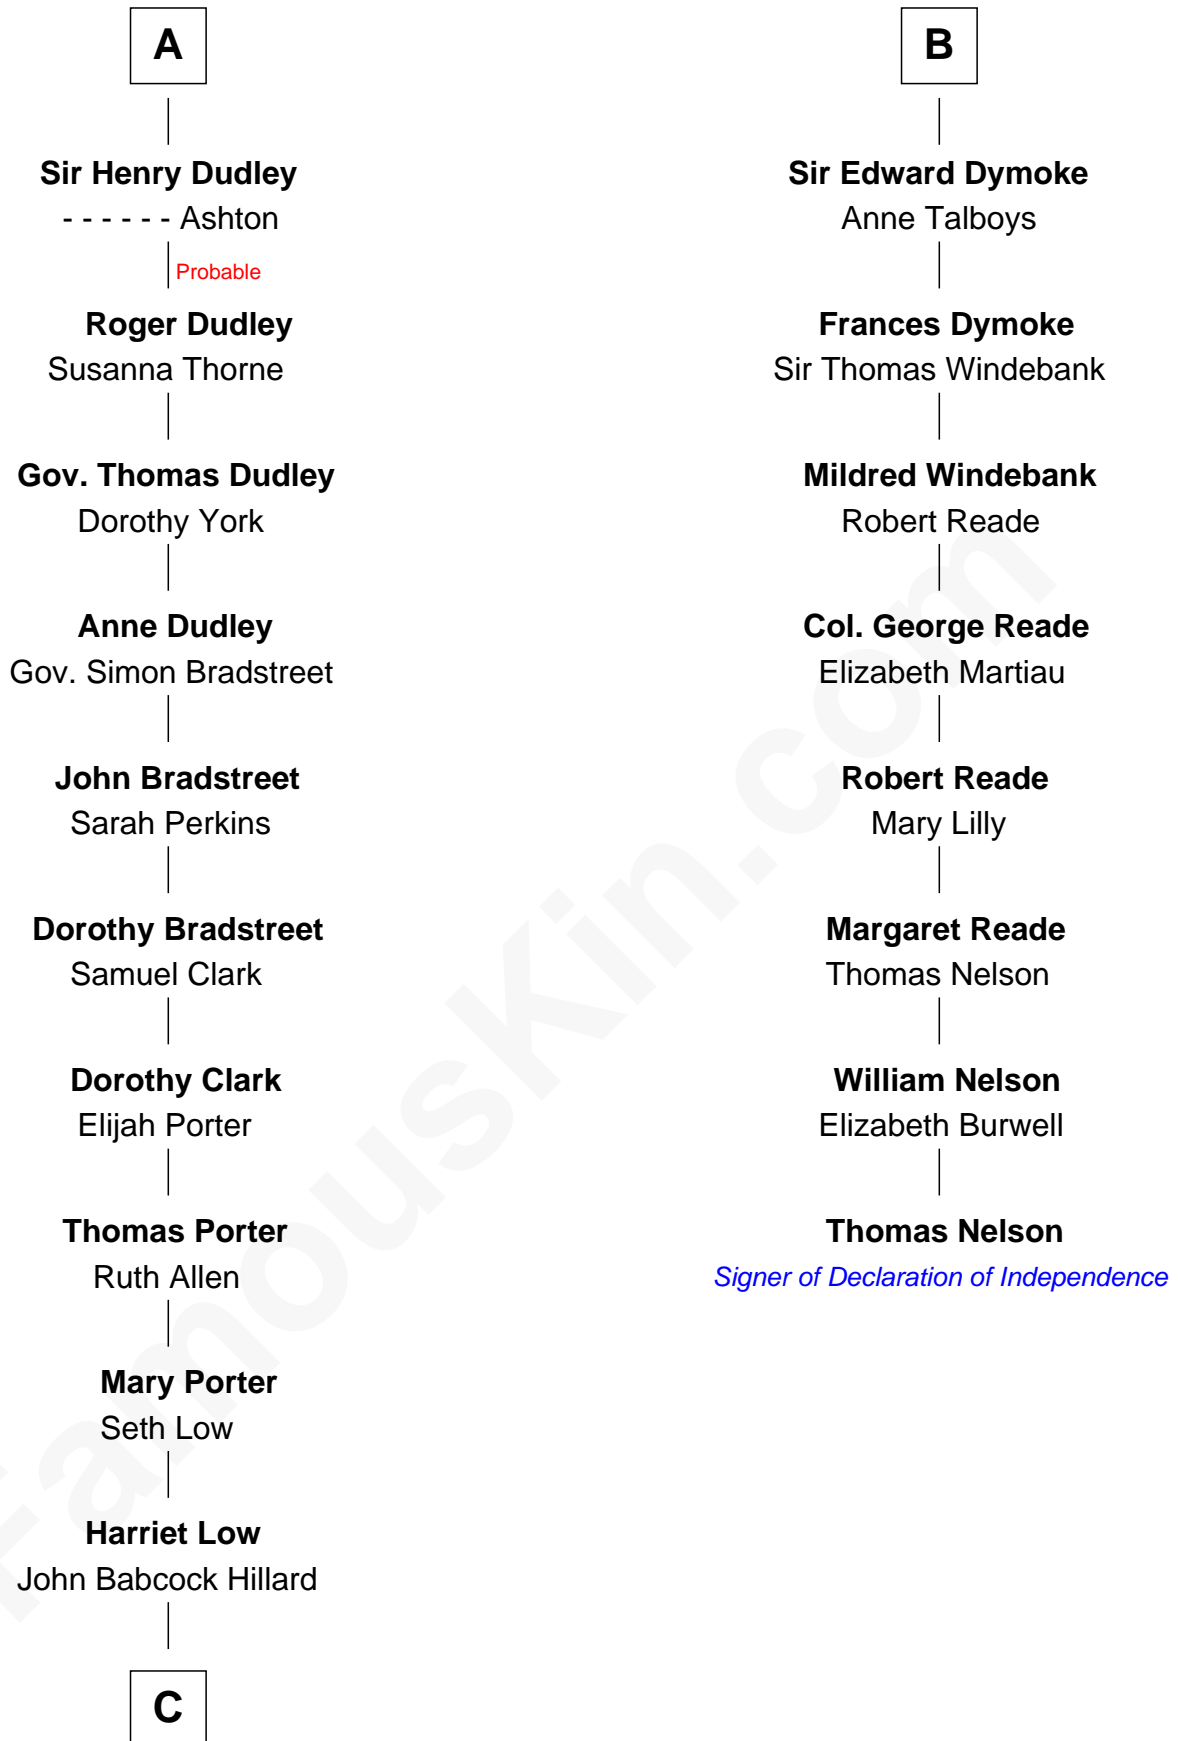 A
Sir Henry Dudley
- - - - - - Ashton
Probable
Roger Dudley
Susanna Thorne
Gov. Thomas Dudley
Dorothy York
Anne Dudley
Gov. Simon Bradstreet
John Bradstreet
Sarah Perkins
Dorothy Bradstreet
Samuel Clark
Dorothy Clark
Elijah Porter
Thomas Porter
Ruth Allen
Mary Porter
Seth Low
Harriet Low
John Babcock Hillard
C
B
Sir Edward Dymoke
Anne Talboys
Frances Dymoke
Sir Thomas Windebank
Mildred Windebank
Robert Reade
Col. George Reade
Elizabeth Martiau
Robert Reade
Mary Lilly
Margaret Reade
Thomas Nelson
William Nelson
Elizabeth Burwell
Thomas Nelson
Signer of Declaration of Independence
FamousKin.com